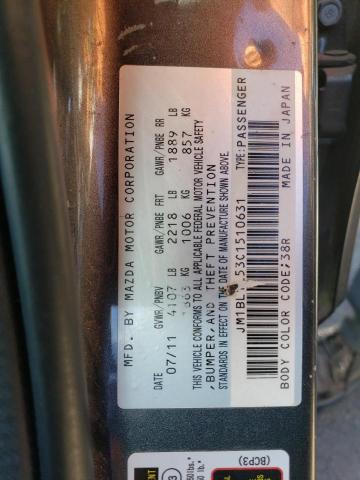 MFD. BY MAZDA MOTOR CORPORATION
DATE GVWR/PNBV GAWR/PNBE FRT GAWR/PNBE RR
07/11 4107 LB 2218 LB 1889 LB
1863 KG 1006 KG 857 KG
THIS VEHICLE CONFORMS TO ALL APPLICABLE FEDERAL MOTOR VEHICLE SAFETY
,BUMPER,AND THEFT PREVENTION
STANDARDS IN EFFECT ON THE DATE OF MANUFACTURE SHOWN ABOVE.
53C1510631 TYPE:PASSENGER
BODY COLOR CODE;38R MADE IN JAPAN
(BCP3)